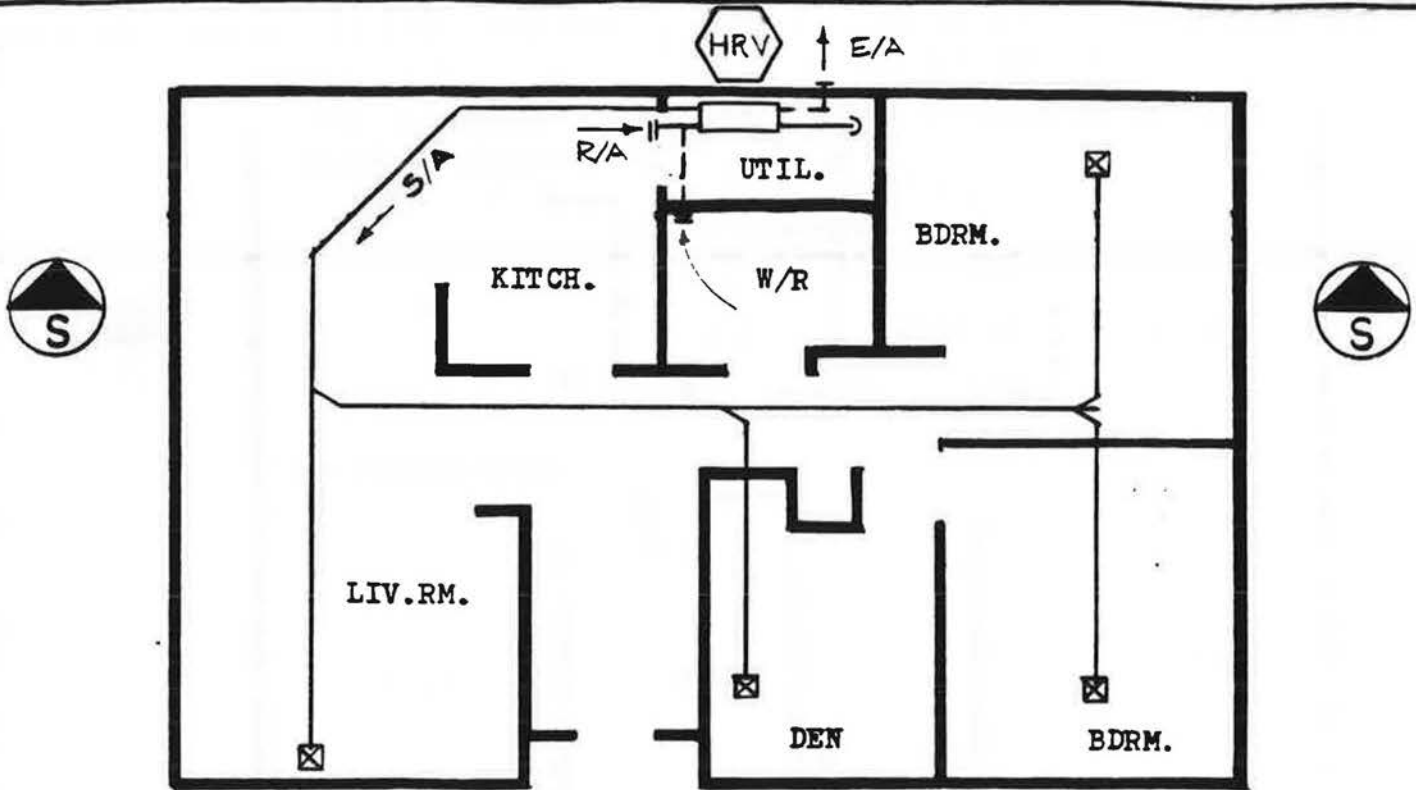 HRV
E/A
R/A
S/A
UTIL.
BDRM.
KITCH.
W/R
S
S
LIV.RM.
DEN
BDRM.